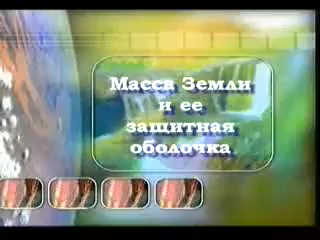 Масса Земли
и ее
защитная
оболочка